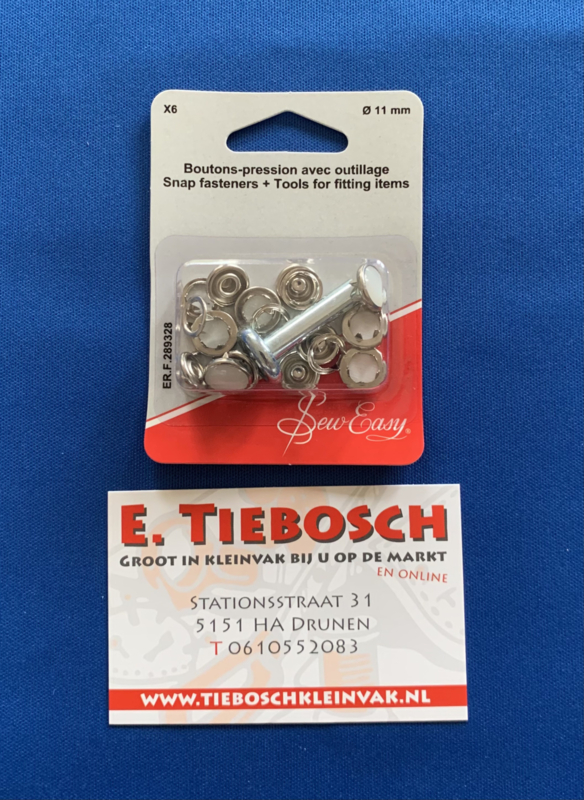 X6
Ø 11 mm
Boutons-pression avec outillage
Snap fasteners + Tools for fitting items
ER.F.289328
Sew Easy®
E. TIEBOSCH
GROOT IN KLEINVAK BIJ U OP DE MARKT
EN ONLINE
STATIONSSTRAAT 31
5151 HA DRUNEN
T 0610552083
WWW.TIEBOSCHKLEINVAK.NL